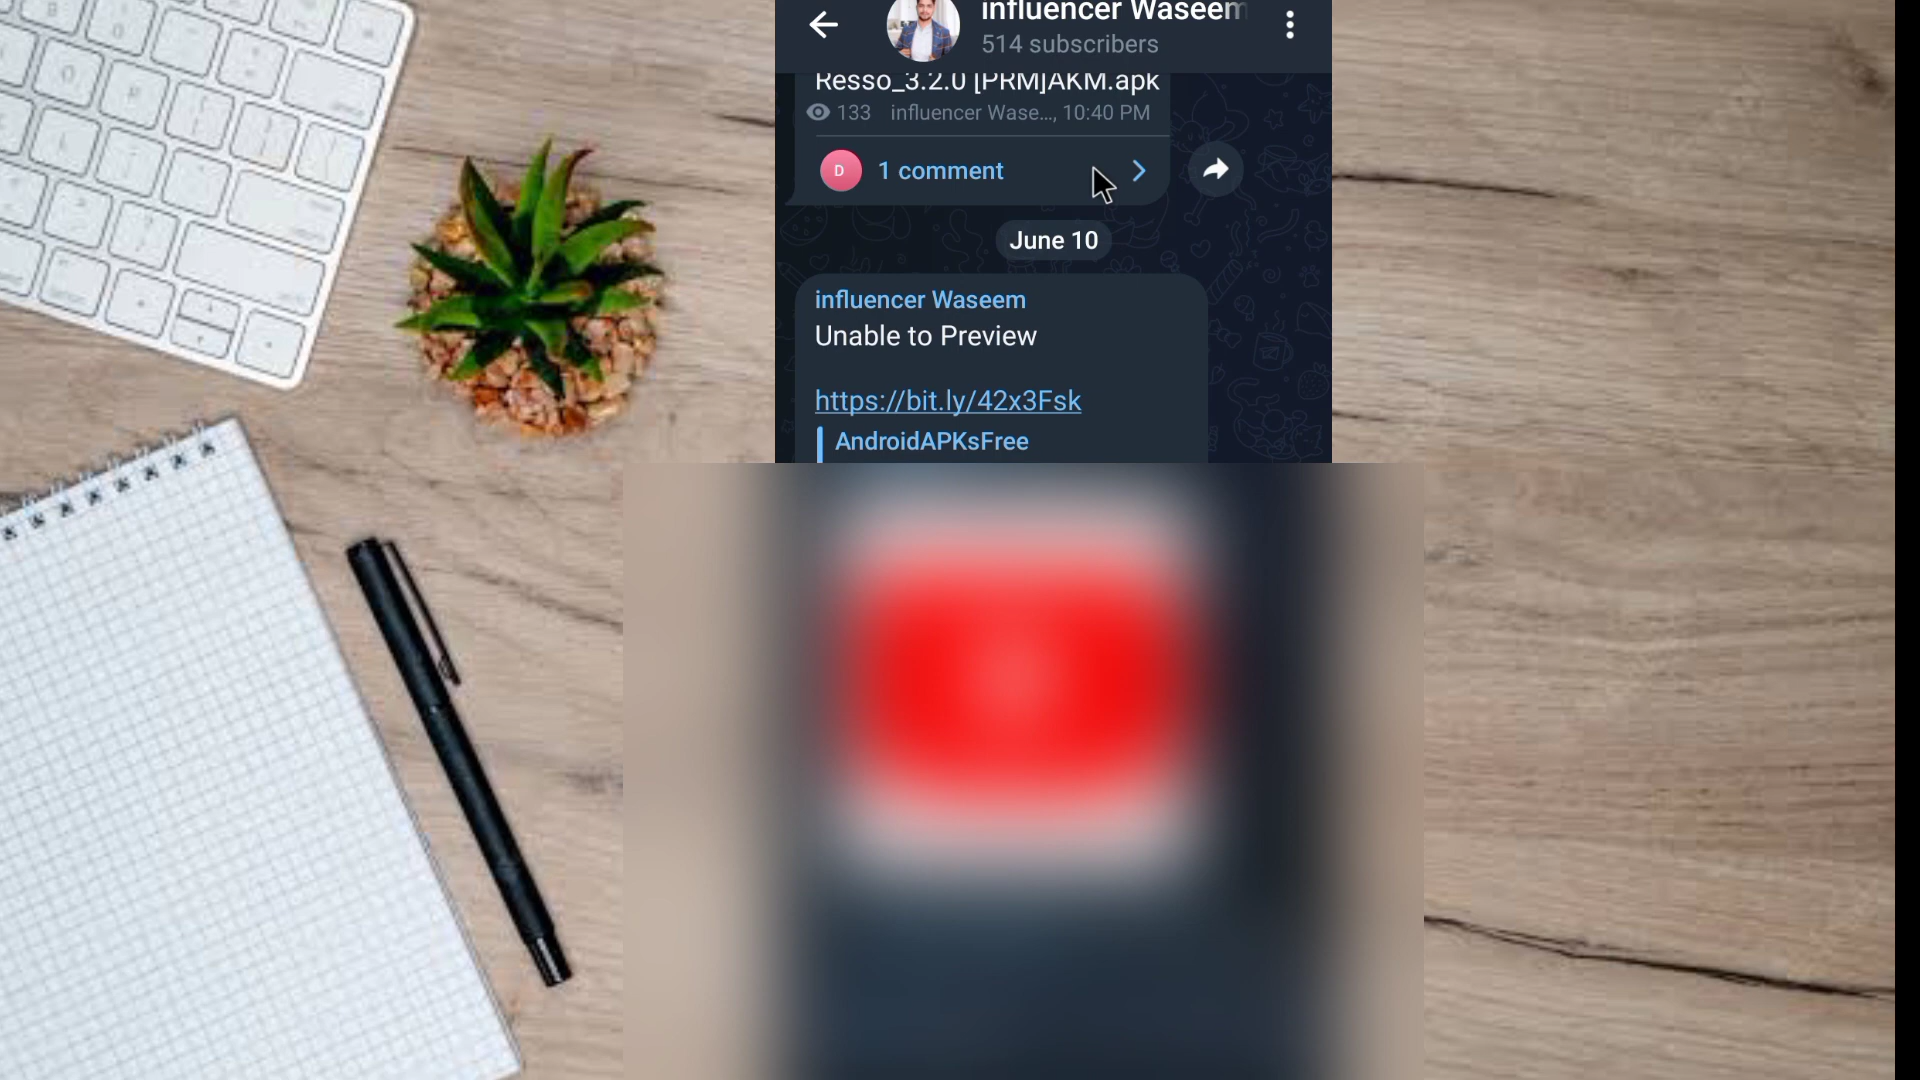 influencer Waseem
514 subscribers
Resso_3.2.0 [PRM]AKM.apk
133 influencer Wase..., 10:40 PM
D 1 comment
June 10
influencer Waseem
Unable to Preview
https://bit.ly/42x3Fsk
AndroidAPKsFree